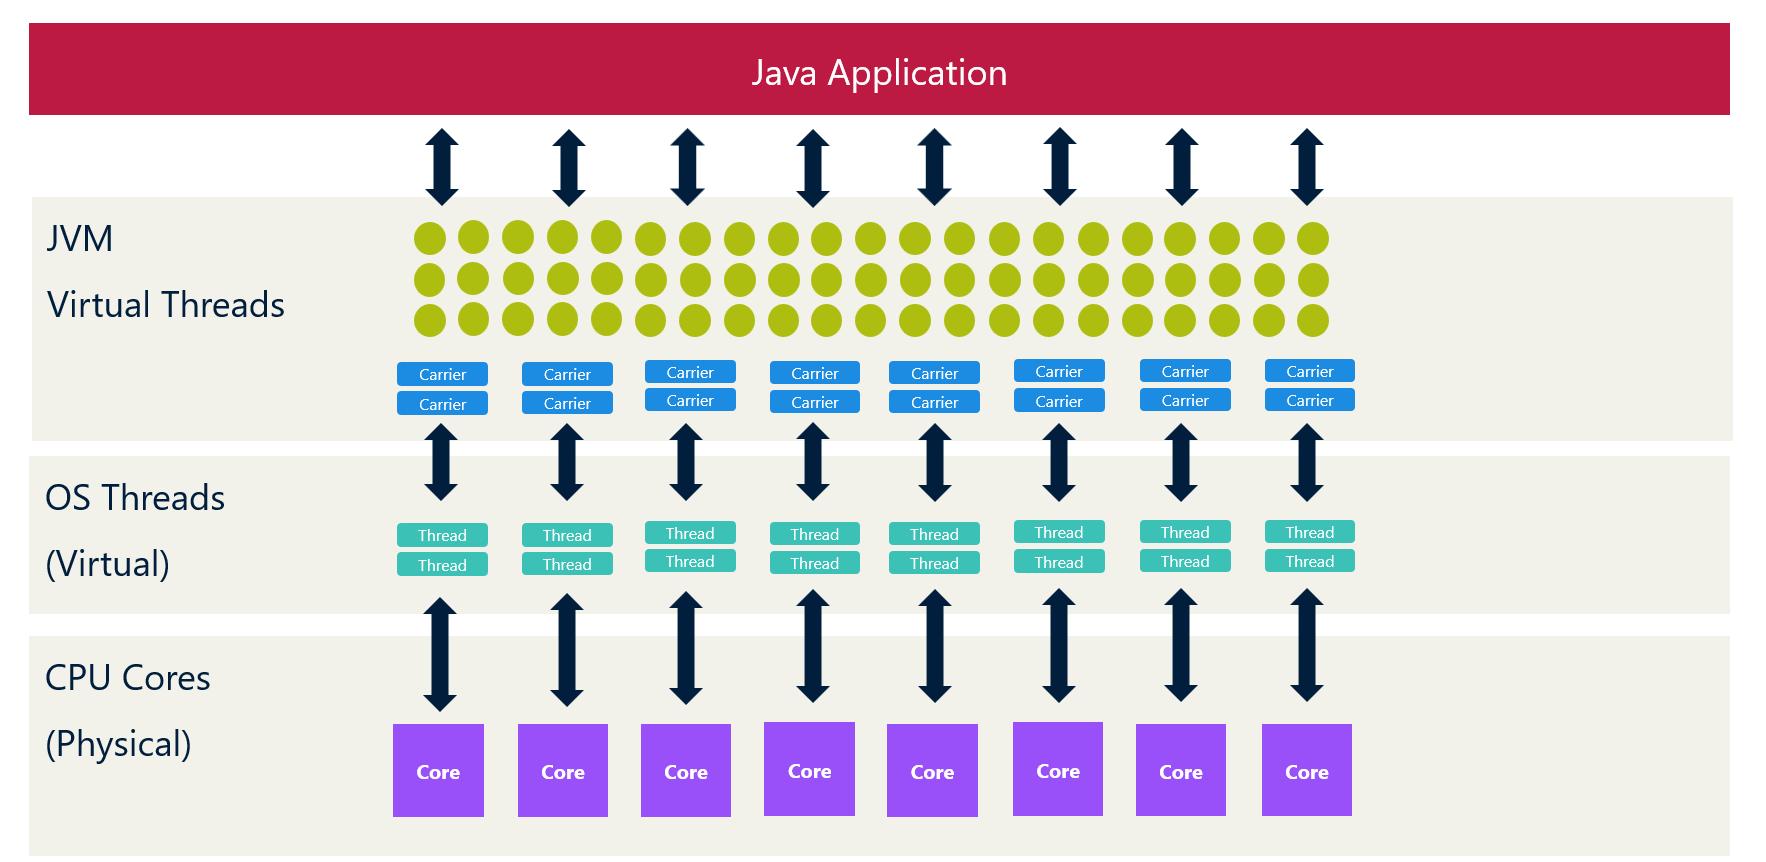 Java Application
JVM
Virtual Threads
Carrier Carrier Carrier Carrier Carrier Carrier Carrier Carrier
Carrier Carrier Carrier Carrier Carrier Carrier Carrier Carrier
OS Threads
(Virtual)
Thread Thread Thread Thread Thread Thread Thread Thread
Thread Thread Thread Thread Thread Thread Thread Thread
CPU Cores
(Physical)
Core Core Core Core Core Core Core Core